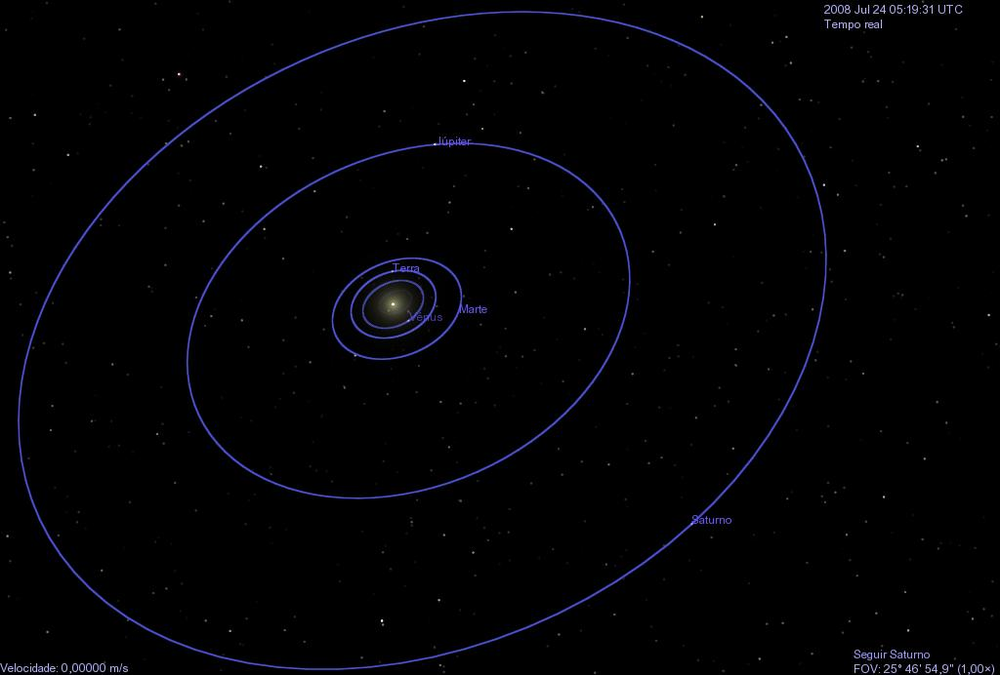 2008 Jul 24 05:19:31 UTC
Tempo real
Júpiter
Terra
Marte
Vênus
Saturno
Seguir Saturno
Velocidade: 0,00000 m/s
FOV: 25° 46' 54,9" (1,00×)